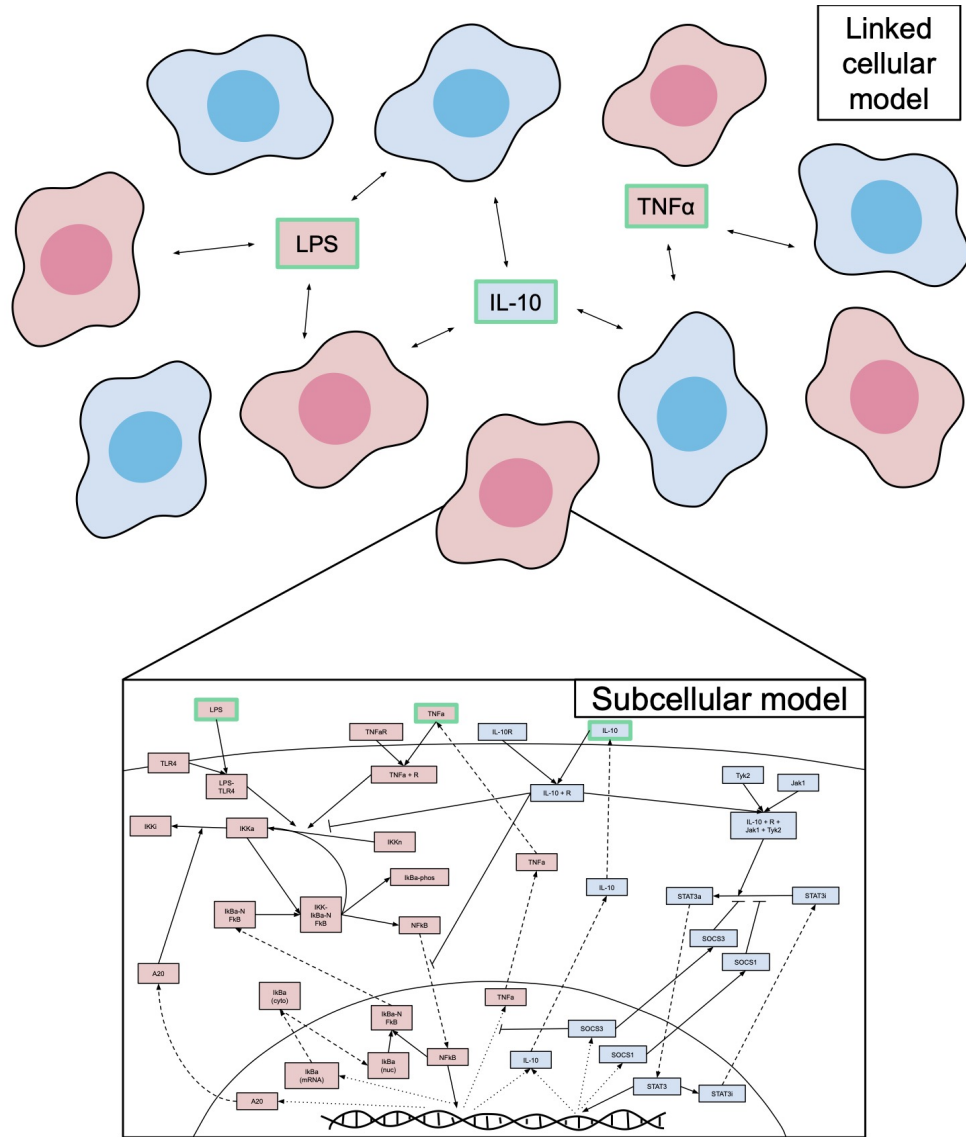 Linked
cellular
model
LPS
TNFα
IL-10
Subcellular model
LPS
TNFa
TNFaR
IL-10R
IL-10
TLR4
LPS-
TLR4
TNFa + R
IL-10 + R
Tyk2
Jak1
IL-10 + R +
Jak1 + Tyk2
IKKi
IKKa
IKKn
TNFa
IkBa-phos
IL-10
STAT3a
STAT3i
IkBa-N
FkB
IKK-
IkBa-N
FkB
NFkB
SOCS3
SOCS1
A20
IkBa
(cyto)
TNFa
IkBa-N
FkB
SOCS3
IkBa
(mRNA)
IkBa
(nuc)
NFkB
IL-10
SOCS1
A20
STAT3
STAT3i